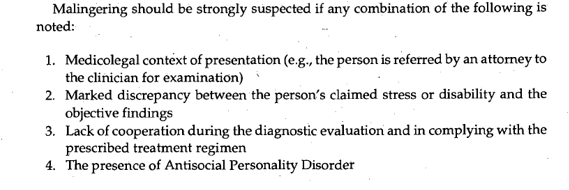 Malingering should be strongly suspected if any combination of the following is
noted:
1. Medicolegal context of presentation (e.g., the person is referred by an attorney to
the clinician for examination)
2. Marked discrepancy between the person's claimed stress or disability and the
objective findings
3. Lack of cooperation during the diagnostic evaluation and in complying with the
prescribed treatment regimen
4. The presence of Antisocial Personality Disorder